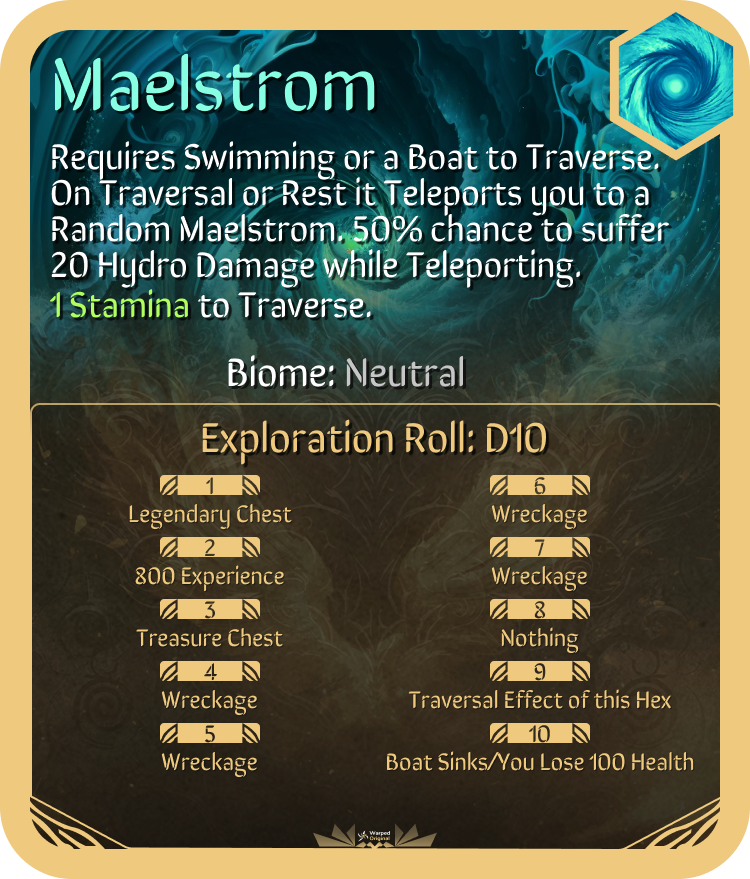 Maelstrom
Requires Swimming or a Boat to Traverse.
On Traversal or Rest it Teleports you to a
Random Maelstrom. 50% chance to suffer
20 Hydro Damage while Teleporting.
1 Stamina to Traverse.
Biome: Neutral
Exploration Roll: D10
1
Legendary Chest
2
800 Experience
3
Treasure Chest
4
Wreckage
5
Wreckage
6
Wreckage
7
Wreckage
8
Nothing
9
Traversal Effect of this Hex
10
Boat Sinks/You Lose 100 Health
Warped
Original